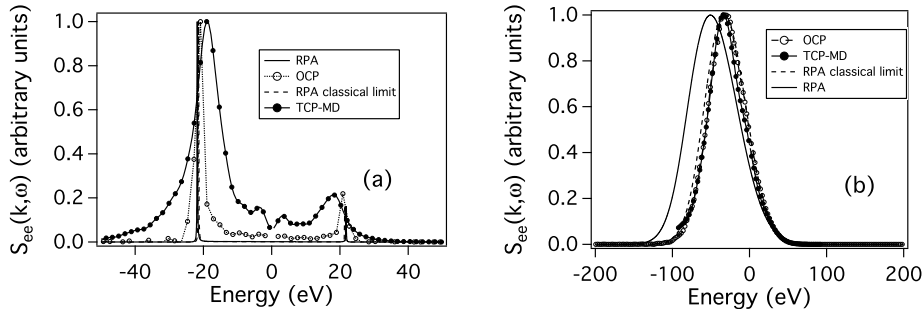 S_ee(k,ω) (arbitrary units)
1.0
0.8
0.6
0.4
0.2
0.0
RPA
OCP
RPA classical limit
TCP-MD
(a)
-40 -20 0 20 40
Energy (eV)
S_ee(k,ω) (arbitrary units)
1.0
0.8
0.6
0.4
0.2
0.0
OCP
TCP-MD
RPA classical limit
RPA
(b)
-200 -100 0 100 200
Energy (eV)